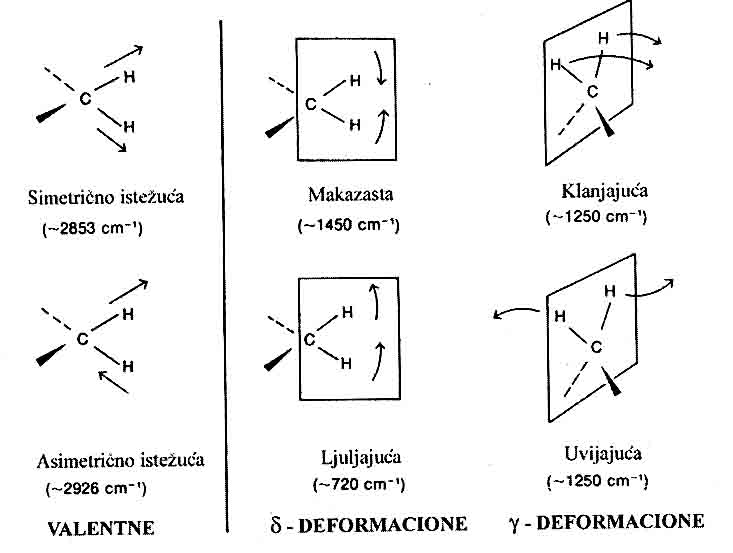 H
C
H
Simetrično istežuća
(~2853 cm⁻¹)
H
C
H
Makazasta
(~1450 cm⁻¹)
H
H
C
Klanjajuća
(~1250 cm⁻¹)
H
C
H
Asimetrično istežuća
(~2926 cm⁻¹)
H
C
H
Ljuljajuća
(~720 cm⁻¹)
H
H
C
Uvijajuća
(~1250 cm⁻¹)
VALENTNE
δ - DEFORMACIONE
γ - DEFORMACIONE